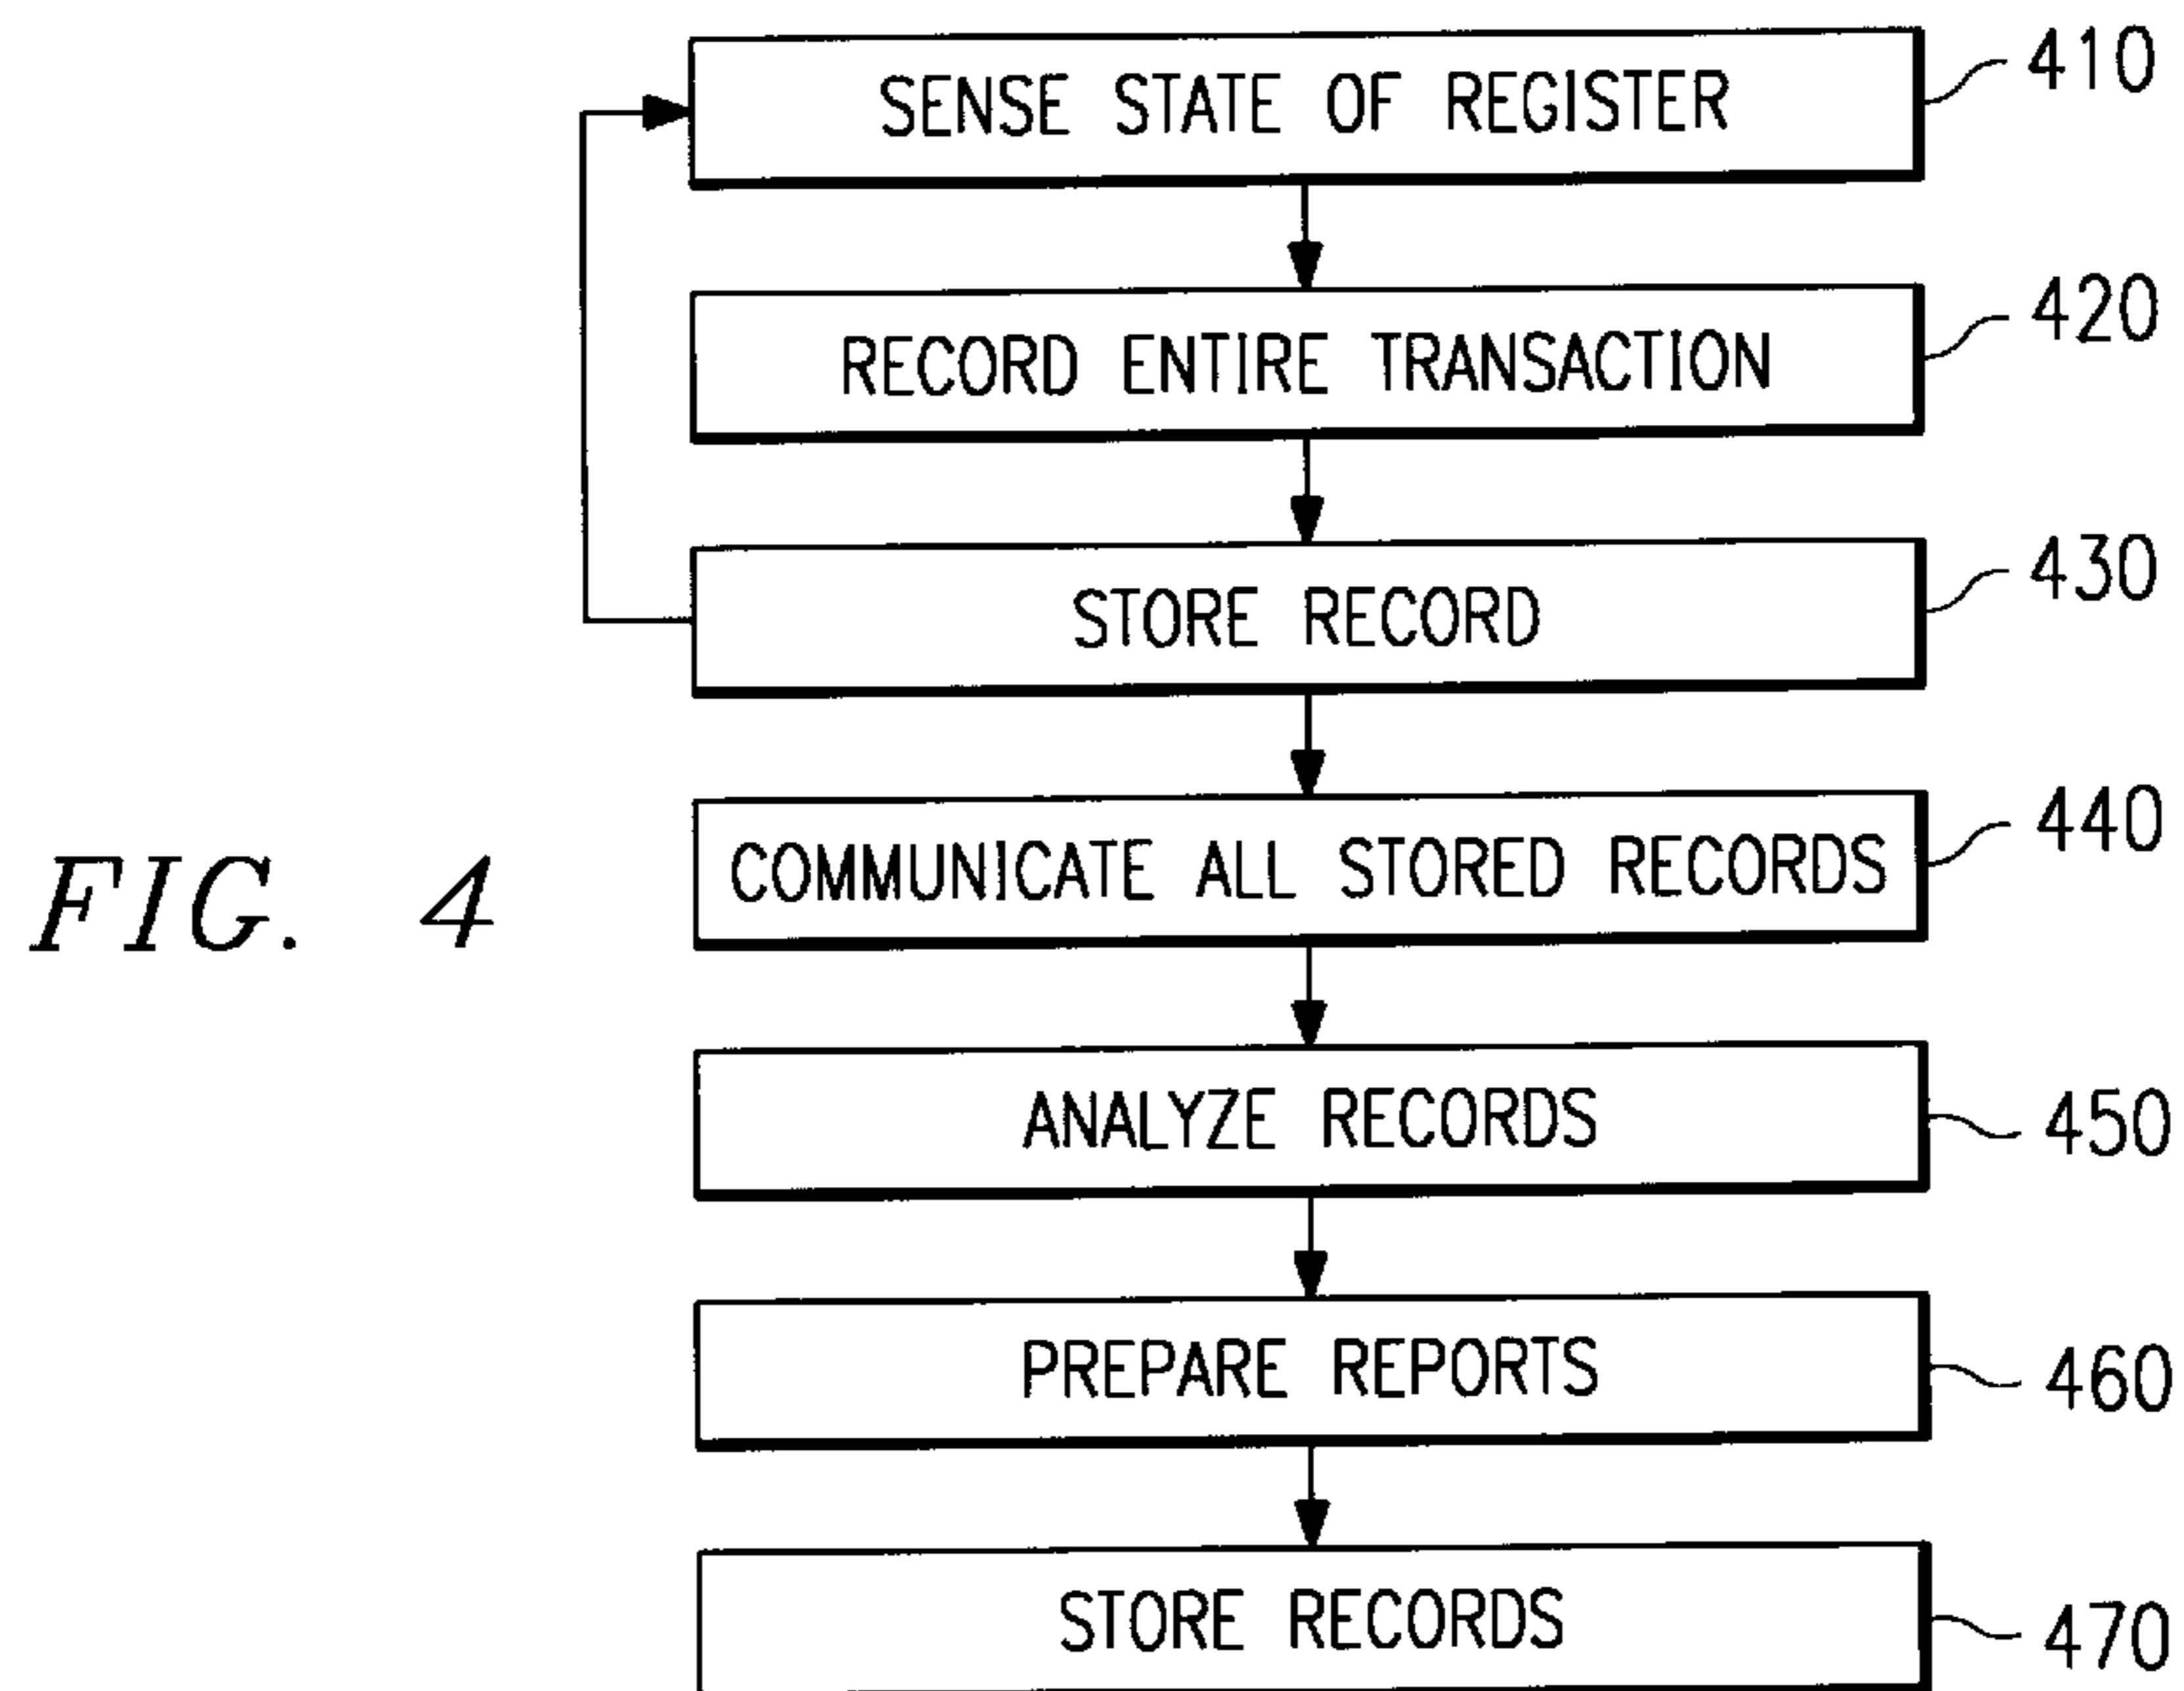 SENSE STATE OF REGISTER
410
RECORD ENTIRE TRANSACTION
420
STORE RECORD
430
COMMUNICATE ALL STORED RECORDS
440
FIG. 4
ANALYZE RECORDS
450
PREPARE REPORTS
460
STORE RECORDS
470